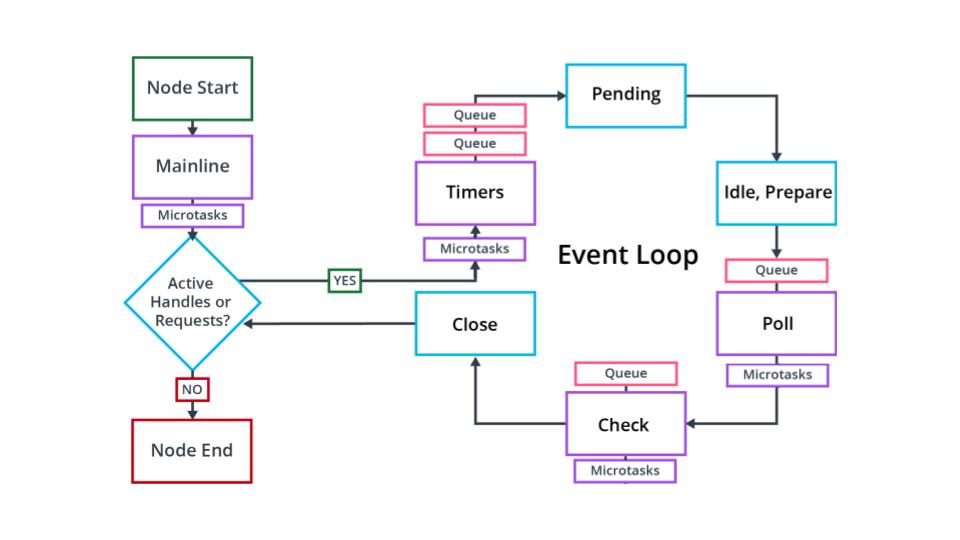 Node Start
Mainline
Microtasks
Active
Handles or
Requests?
YES
NO
Node End
Microtasks
Timers
Queue
Queue
Pending
Idle, Prepare
Queue
Poll
Microtasks
Queue
Check
Microtasks
Close
Event Loop